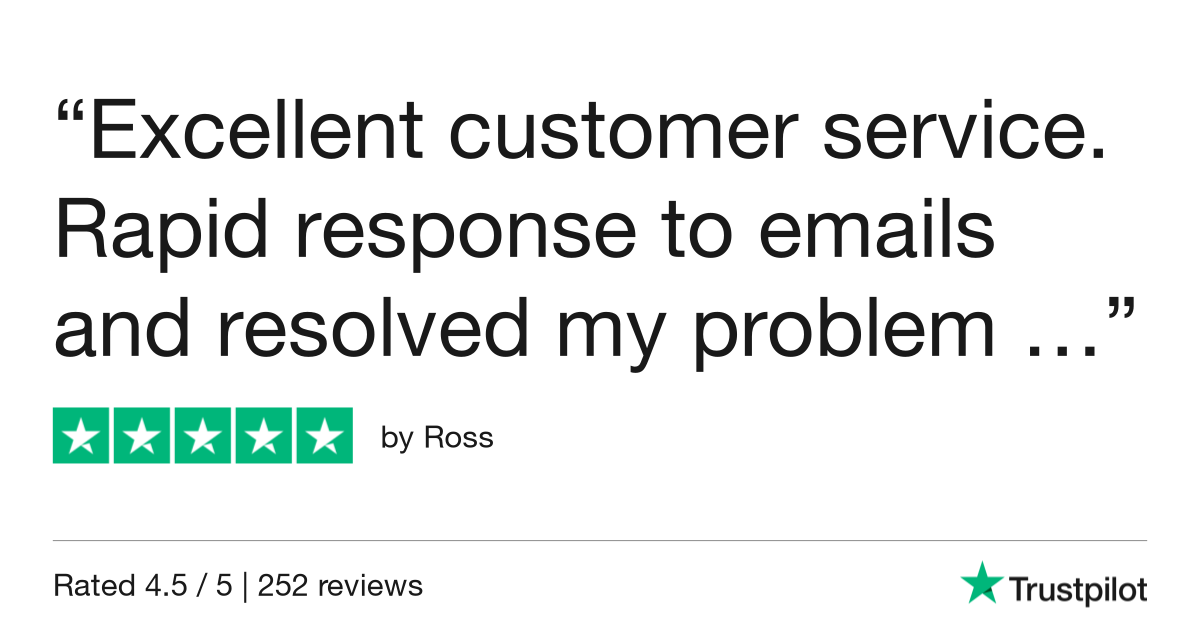 “Excellent customer service.
Rapid response to emails
and resolved my problem …”
by Ross
Rated 4.5 / 5 | 252 reviews
Trustpilot